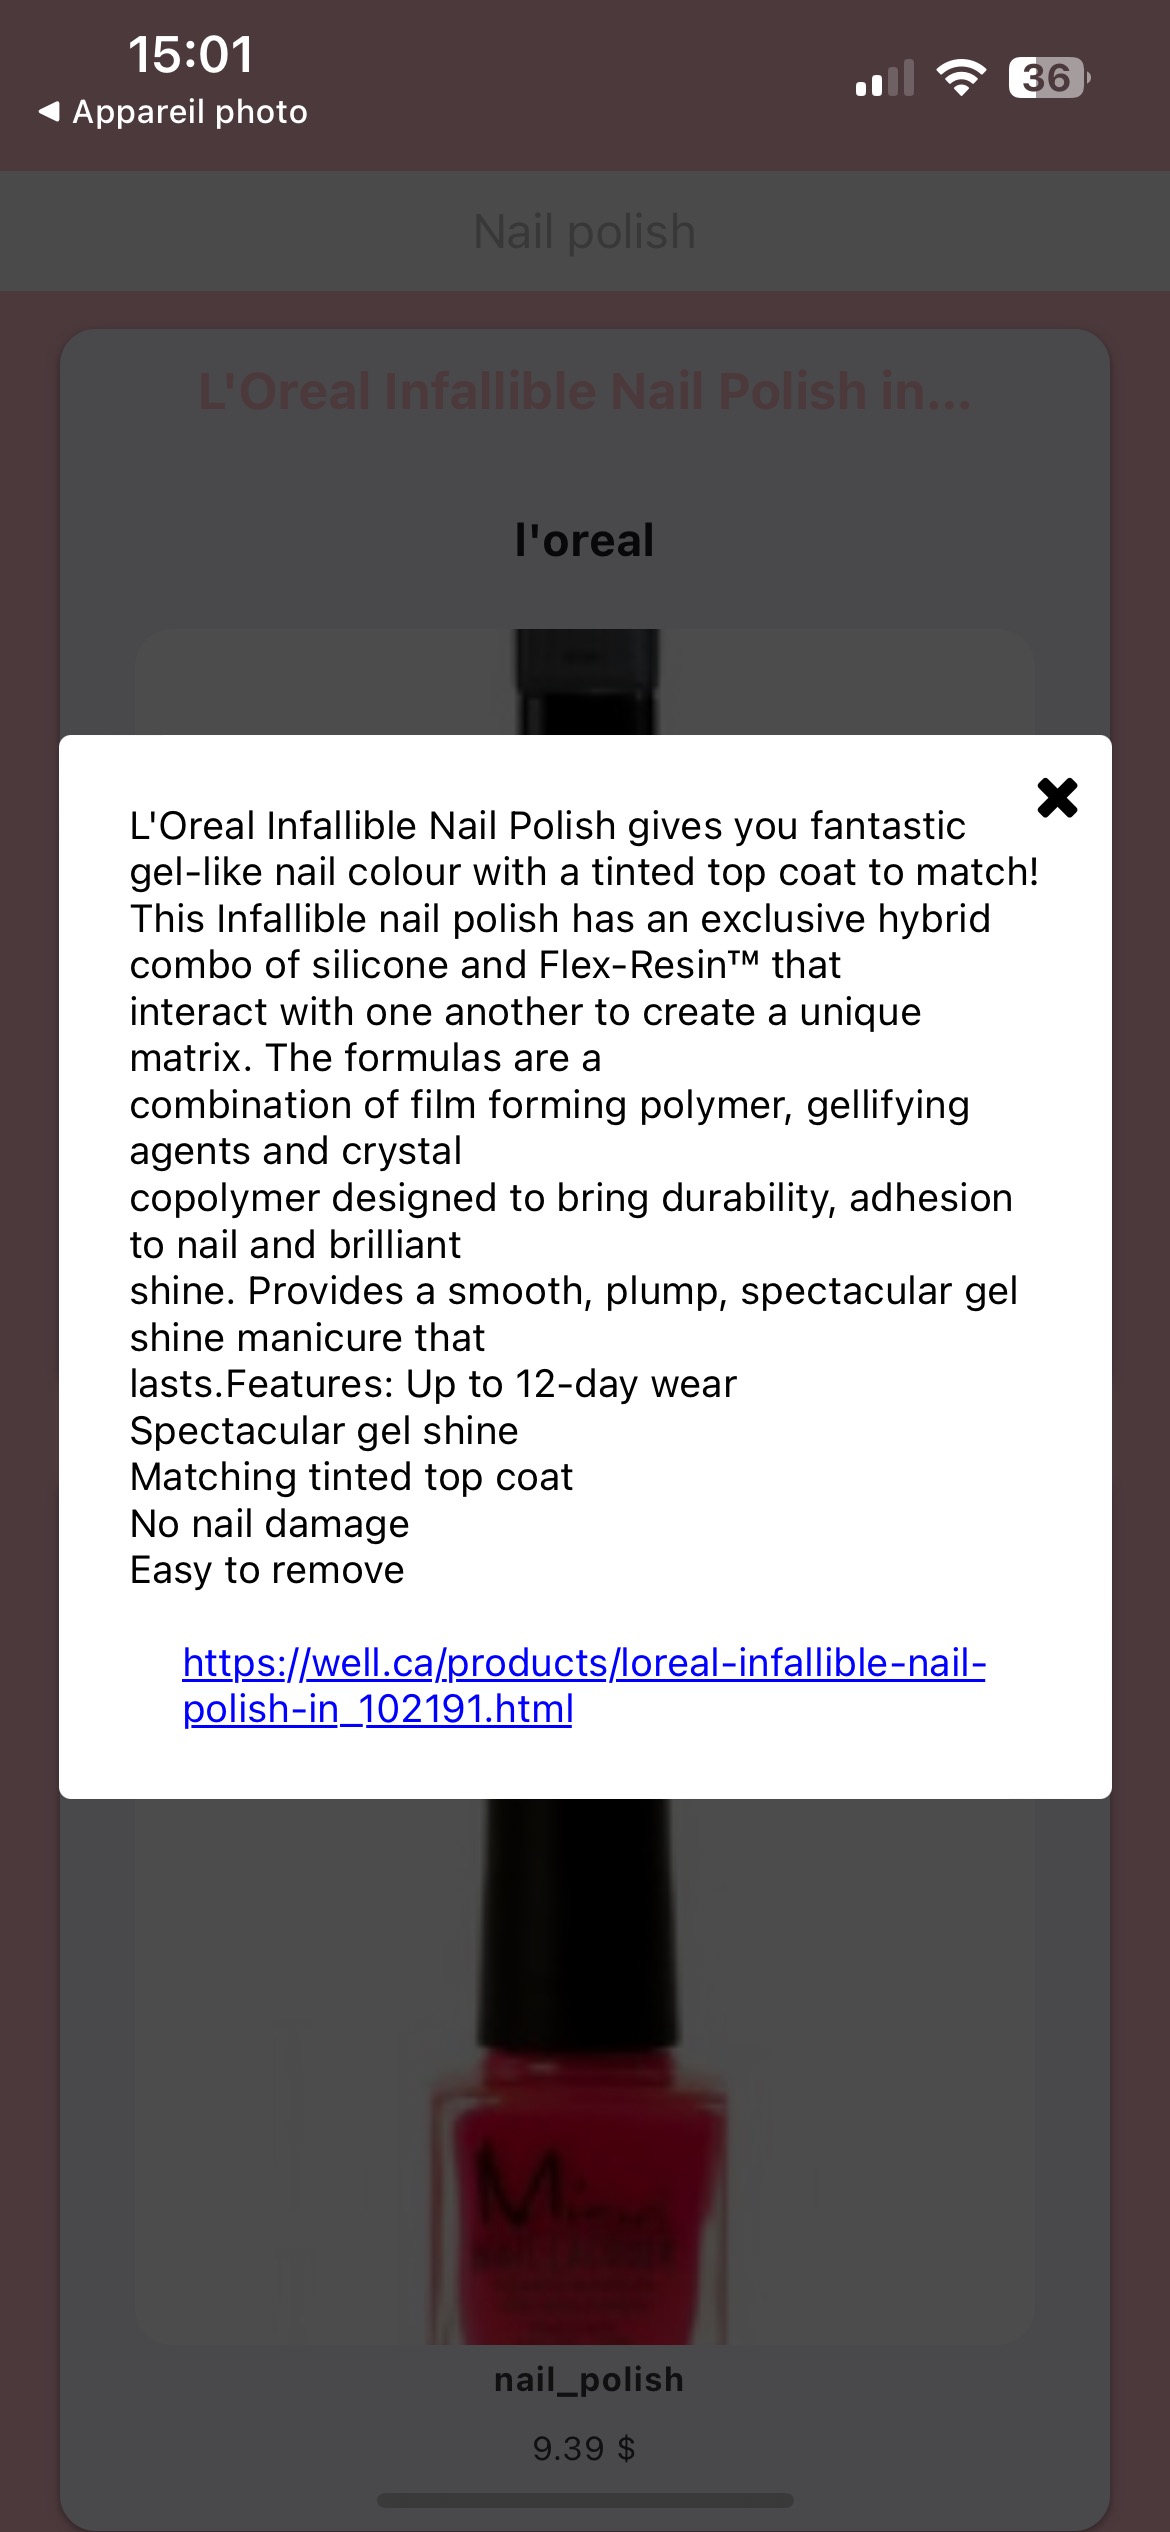 15:01
◀ Appareil photo
36
Nail polish
L'Oreal Infallible Nail Polish in...
l'oreal
L'Oreal Infallible Nail Polish gives you fantastic
gel-like nail colour with a tinted top coat to match!
This Infallible nail polish has an exclusive hybrid
combo of silicone and Flex-Resin™ that
interact with one another to create a unique
matrix. The formulas are a
combination of film forming polymer, gellifying
agents and crystal
copolymer designed to bring durability, adhesion
to nail and brilliant
shine. Provides a smooth, plump, spectacular gel
shine manicure that
lasts.Features: Up to 12-day wear
Spectacular gel shine
Matching tinted top coat
No nail damage
Easy to remove
https://well.ca/products/loreal-infallible-nail-
polish-in_102191.html
nail_polish
9.39 $